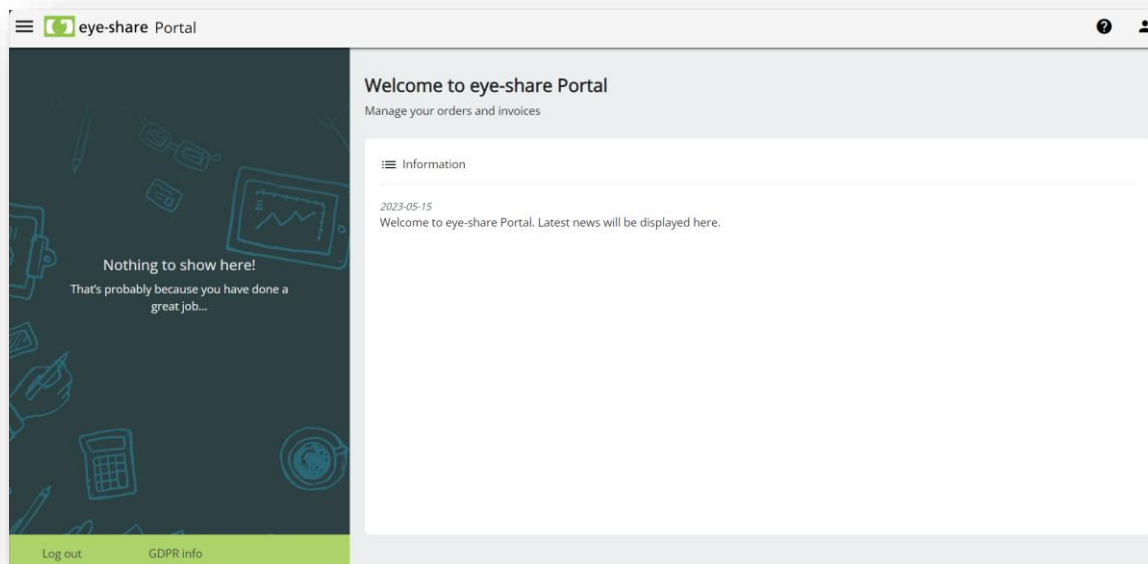 eye-share Portal
Nothing to show here!
That's probably because you have done a
great job...
Log out GDPR info
Welcome to eye-share Portal
Manage your orders and invoices
Information
2023-05-15
Welcome to eye-share Portal. Latest news will be displayed here.